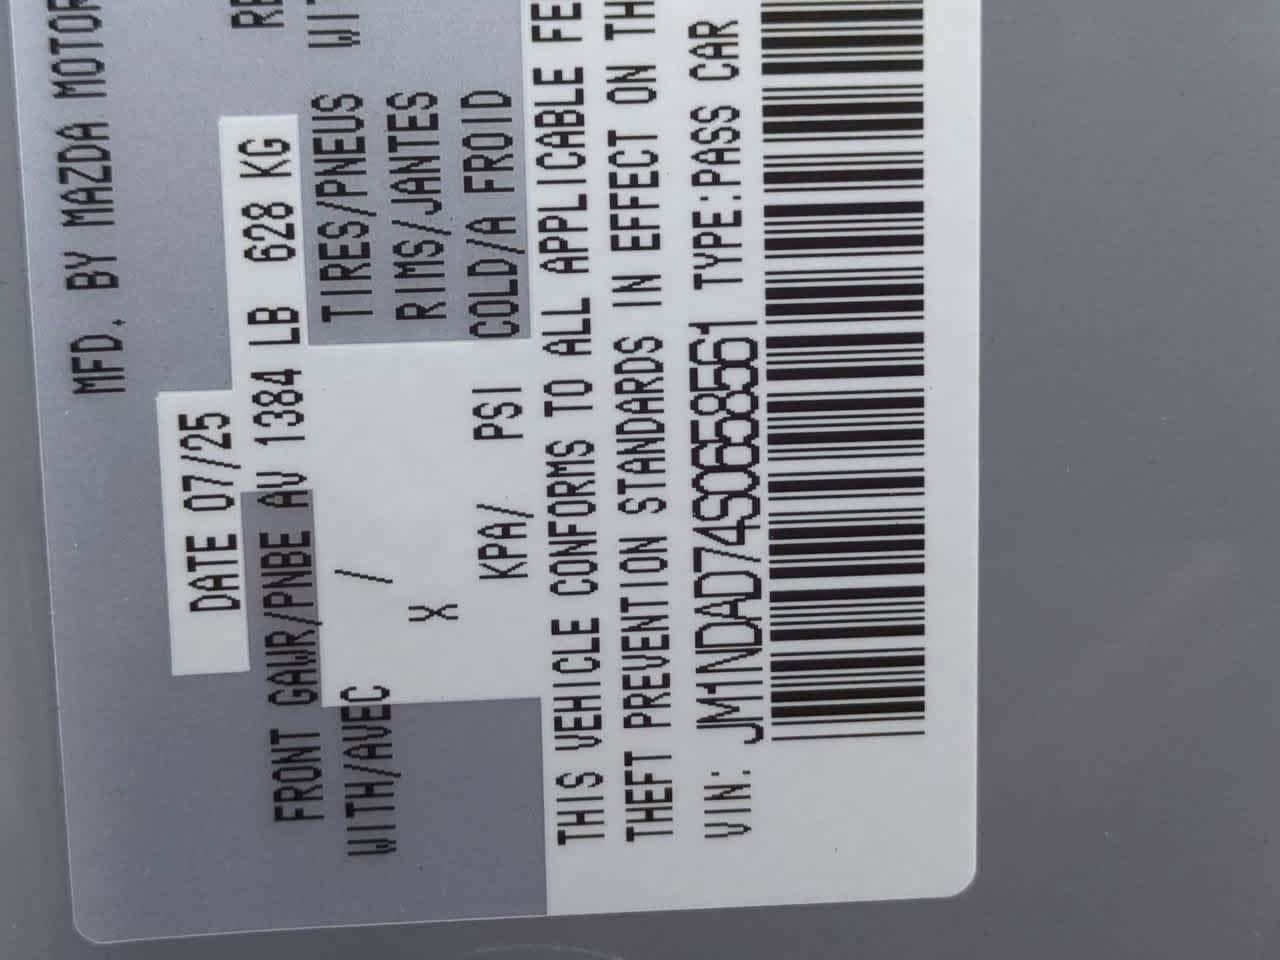 MFD. BY MAZDA MOTOR
DATE 07/25
FRONT GAWR/PNBE AV 1384 LB 628 KG
WITH/AVEC / TIRES/PNEUS
X RIMS/JANTES
KPA/ PSI COLD/A FROID
THIS VEHICLE CONFORMS TO ALL APPLICABLE FE
THEFT PREVENTION STANDARDS IN EFFECT ON TH
VIN: JM1NDAD74S0658561 TYPE:PASS CAR